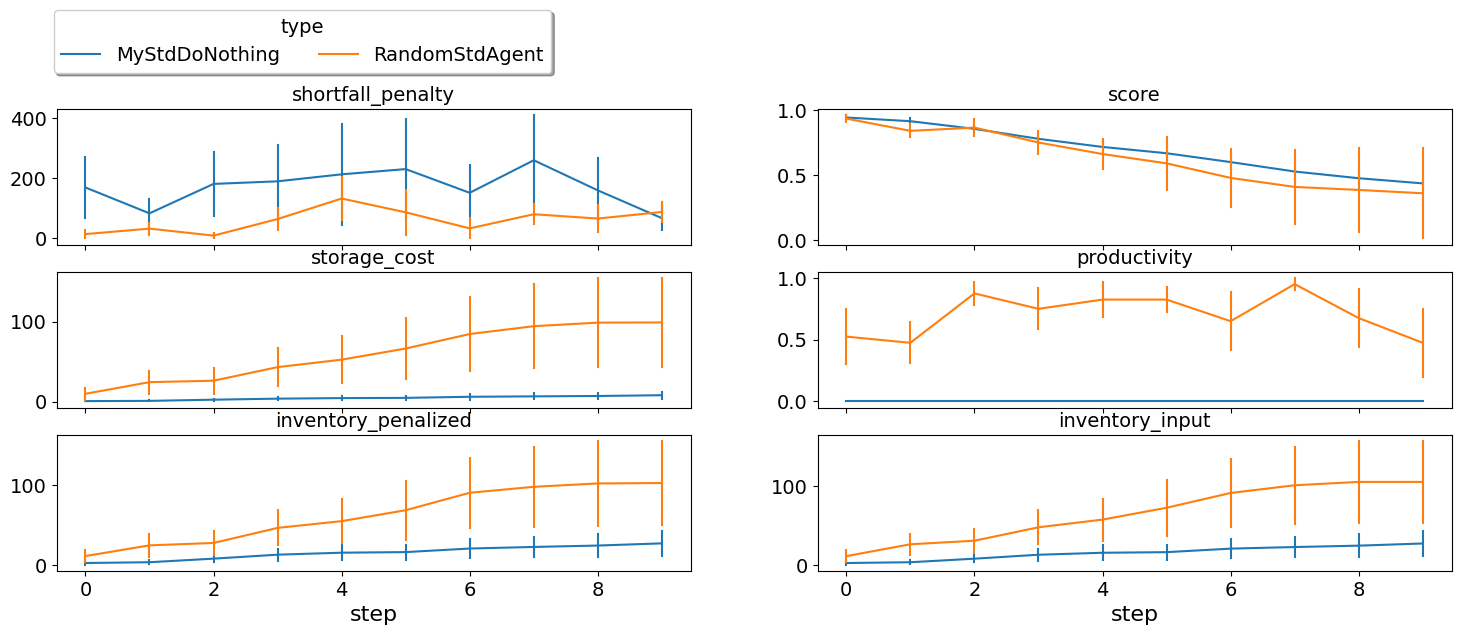 type
MyStdDoNothing RandomStdAgent
shortfall_penalty
400
200
0
score
1.0
0.5
0.0
storage_cost
100
0
productivity
1.0
0.5
0.0
inventory_penalized
100
0
0 2 4 6 8
step
inventory_input
100
0
0 2 4 6 8
step